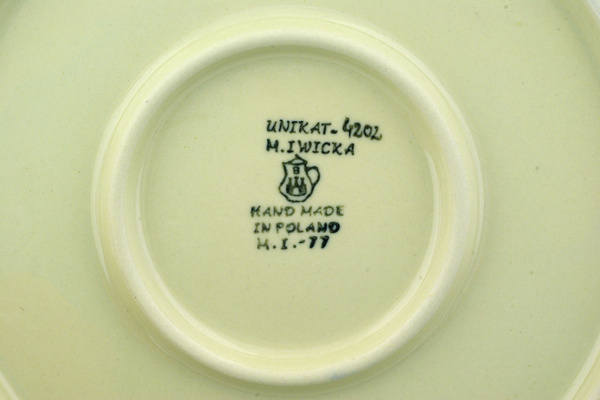 UNIKAT- 4202
M. IWICKA
HAND MADE
IN POLAND
M. I.-77